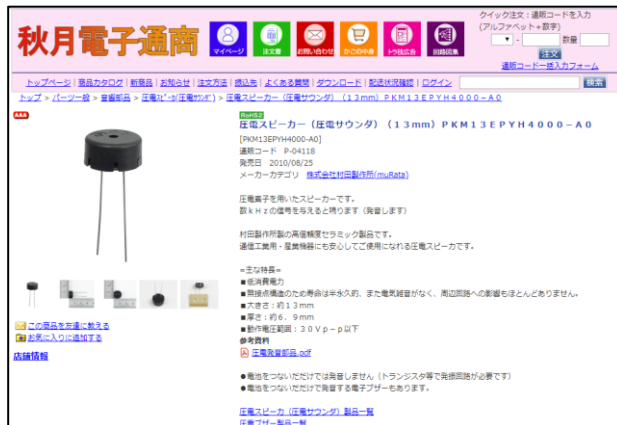 秋月電子通商
マイページ
注文書
お問い合わせ
かごの中身
トラ技広告
回路図集
クイック注文：通販コードを入力
(アルファベット＋数字)
- 数量
注文
通販コード一括入力フォーム
トップページ | 商品カタログ | 新商品 | お知らせ | 注文方法 | 振込先 | よくある質問 | ダウンロード | 配送状況確認 | ログイン
検索
トップ > パーツ一般 > 音響部品 > 圧電ｽﾋﾟｰｶ(圧電ｻｳﾝﾀﾞ) > 圧電スピーカー（圧電サウンダ）（１３ｍｍ）ＰＫＭ１３ＥＰＹＨ４０００－Ａ０
AAA
RoHS2
圧電スピーカー（圧電サウンダ）（１３ｍｍ）ＰＫＭ１３ＥＰＹＨ４０００－Ａ０
[PKM13EPYH4000-A0]
通販コード P-04118
発売日 2010/08/25
メーカーカテゴリ 株式会社村田製作所(muRata)
圧電素子を用いたスピーカーです。
数ｋＨｚの信号を与えると鳴ります（発音します）
村田製作所製の高信頼度セラミック製品です。
通信工業用・産業機器にも安心してご使用になれる圧電スピーカです。
=主な特長=
■低消費電力
■無接点構造のため寿命は半永久的、また電気雑音がなく、周辺回路への影響もほとんどありません。
■大きさ：約１３ｍｍ
■厚さ：約６．９ｍｍ
■動作電圧範囲：３０Ｖｐ－ｐ以下
参考資料
圧電発音部品.pdf
●電池をつないだだけでは発音しません（トランジスタ等で発振回路が必要です）
●電池をつないだだけで発音する電子ブザーもあります。
圧電スピーカ（圧電サウンダ）製品一覧
圧電ブザー製品一覧
この商品を友達に教える
お気に入りに追加する
店舗情報